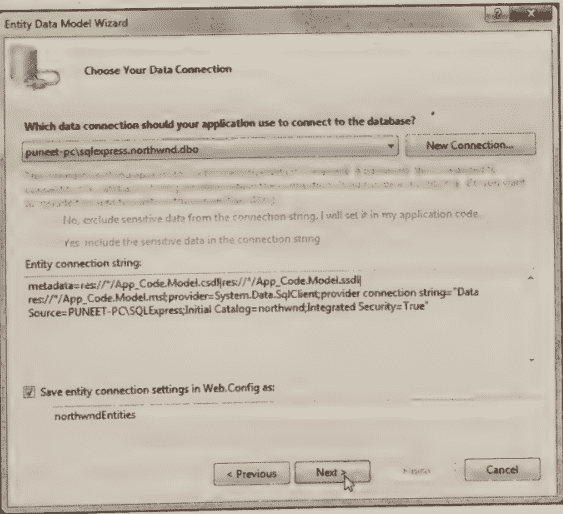 Entity Data Model Wizard
Choose Your Data Connection
Which data connection should your application use to connect to the database?
puneet-pc\sqlexpress.northwnd.dbo
New Connection...
No, exclude sensitive data from the connection string. I will set it in my application code.
Yes include the sensitive data in the connection string
Entity connection string:
metadata=res://*/App_Code.Model.csdl|res://*/App_Code.Model.ssdl|
res://*/App_Code.Model.msl;provider=System.Data.SqlClient;provider connection string="Data
Source=PUNEET-PC\SQLExpress;Initial Catalog=northwnd;Integrated Security=True"
Save entity connection settings in Web.Config as:
northwndEntities
< Previous
Next >
Cancel